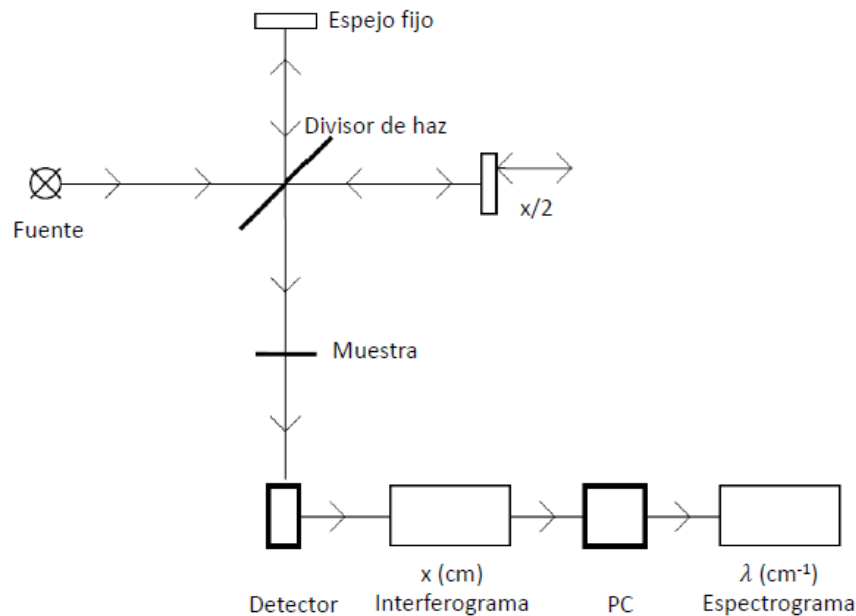 Espejo fijo
Divisor de haz
Fuente
x/2
Muestra
Detector
x (cm)
Interferograma
PC
λ (cm⁻¹)
Espectrograma